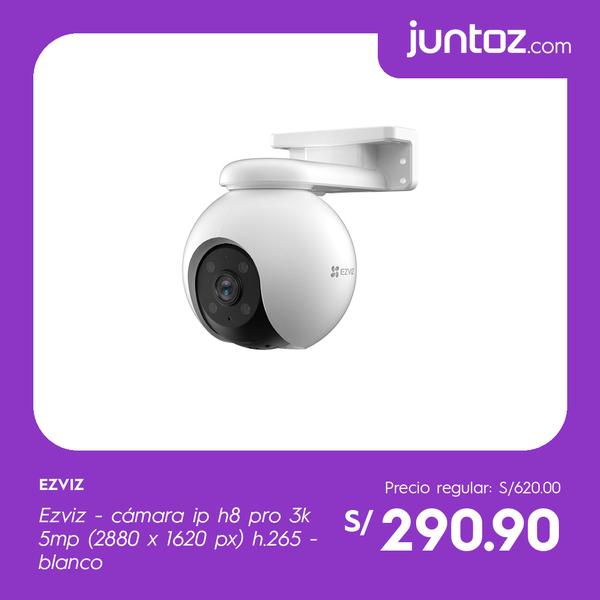 juntoz.com
EZVIZ
EZVIZ
Ezviz - cámara ip h8 pro 3k
5mp (2880 x 1620 px) h.265 -
blanco
Precio regular: S/620.00
S/290.90